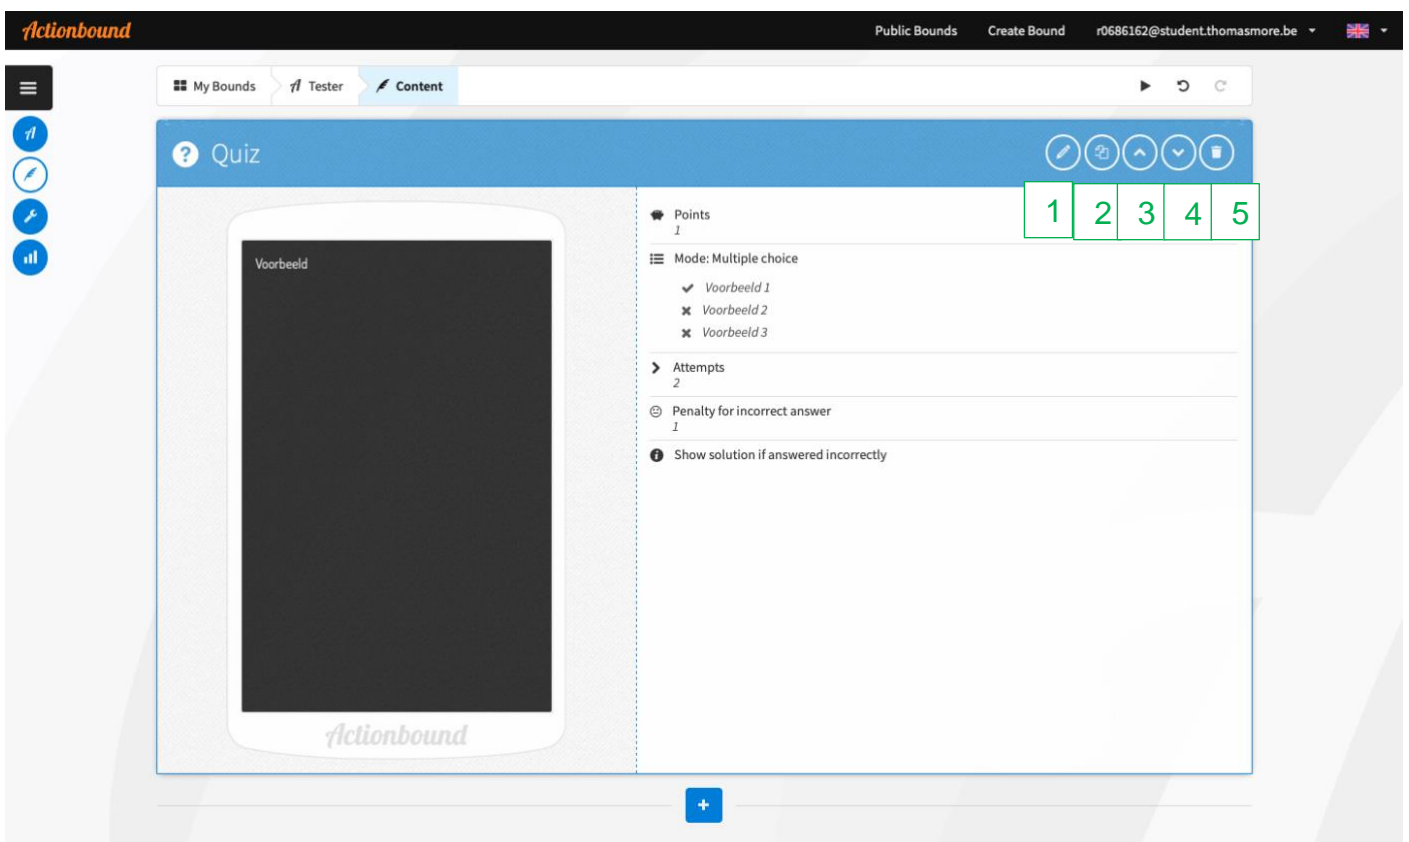 Actionbound
Public Bounds Create Bound r0686162@student.thomasmore.be
My Bounds Tester Content
Quiz
1 2 3 4 5
Voorbeeld
Actionbound
Points
1
Mode: Multiple choice
Voorbeeld 1
Voorbeeld 2
Voorbeeld 3
Attempts
2
Penalty for incorrect answer
1
Show solution if answered incorrectly